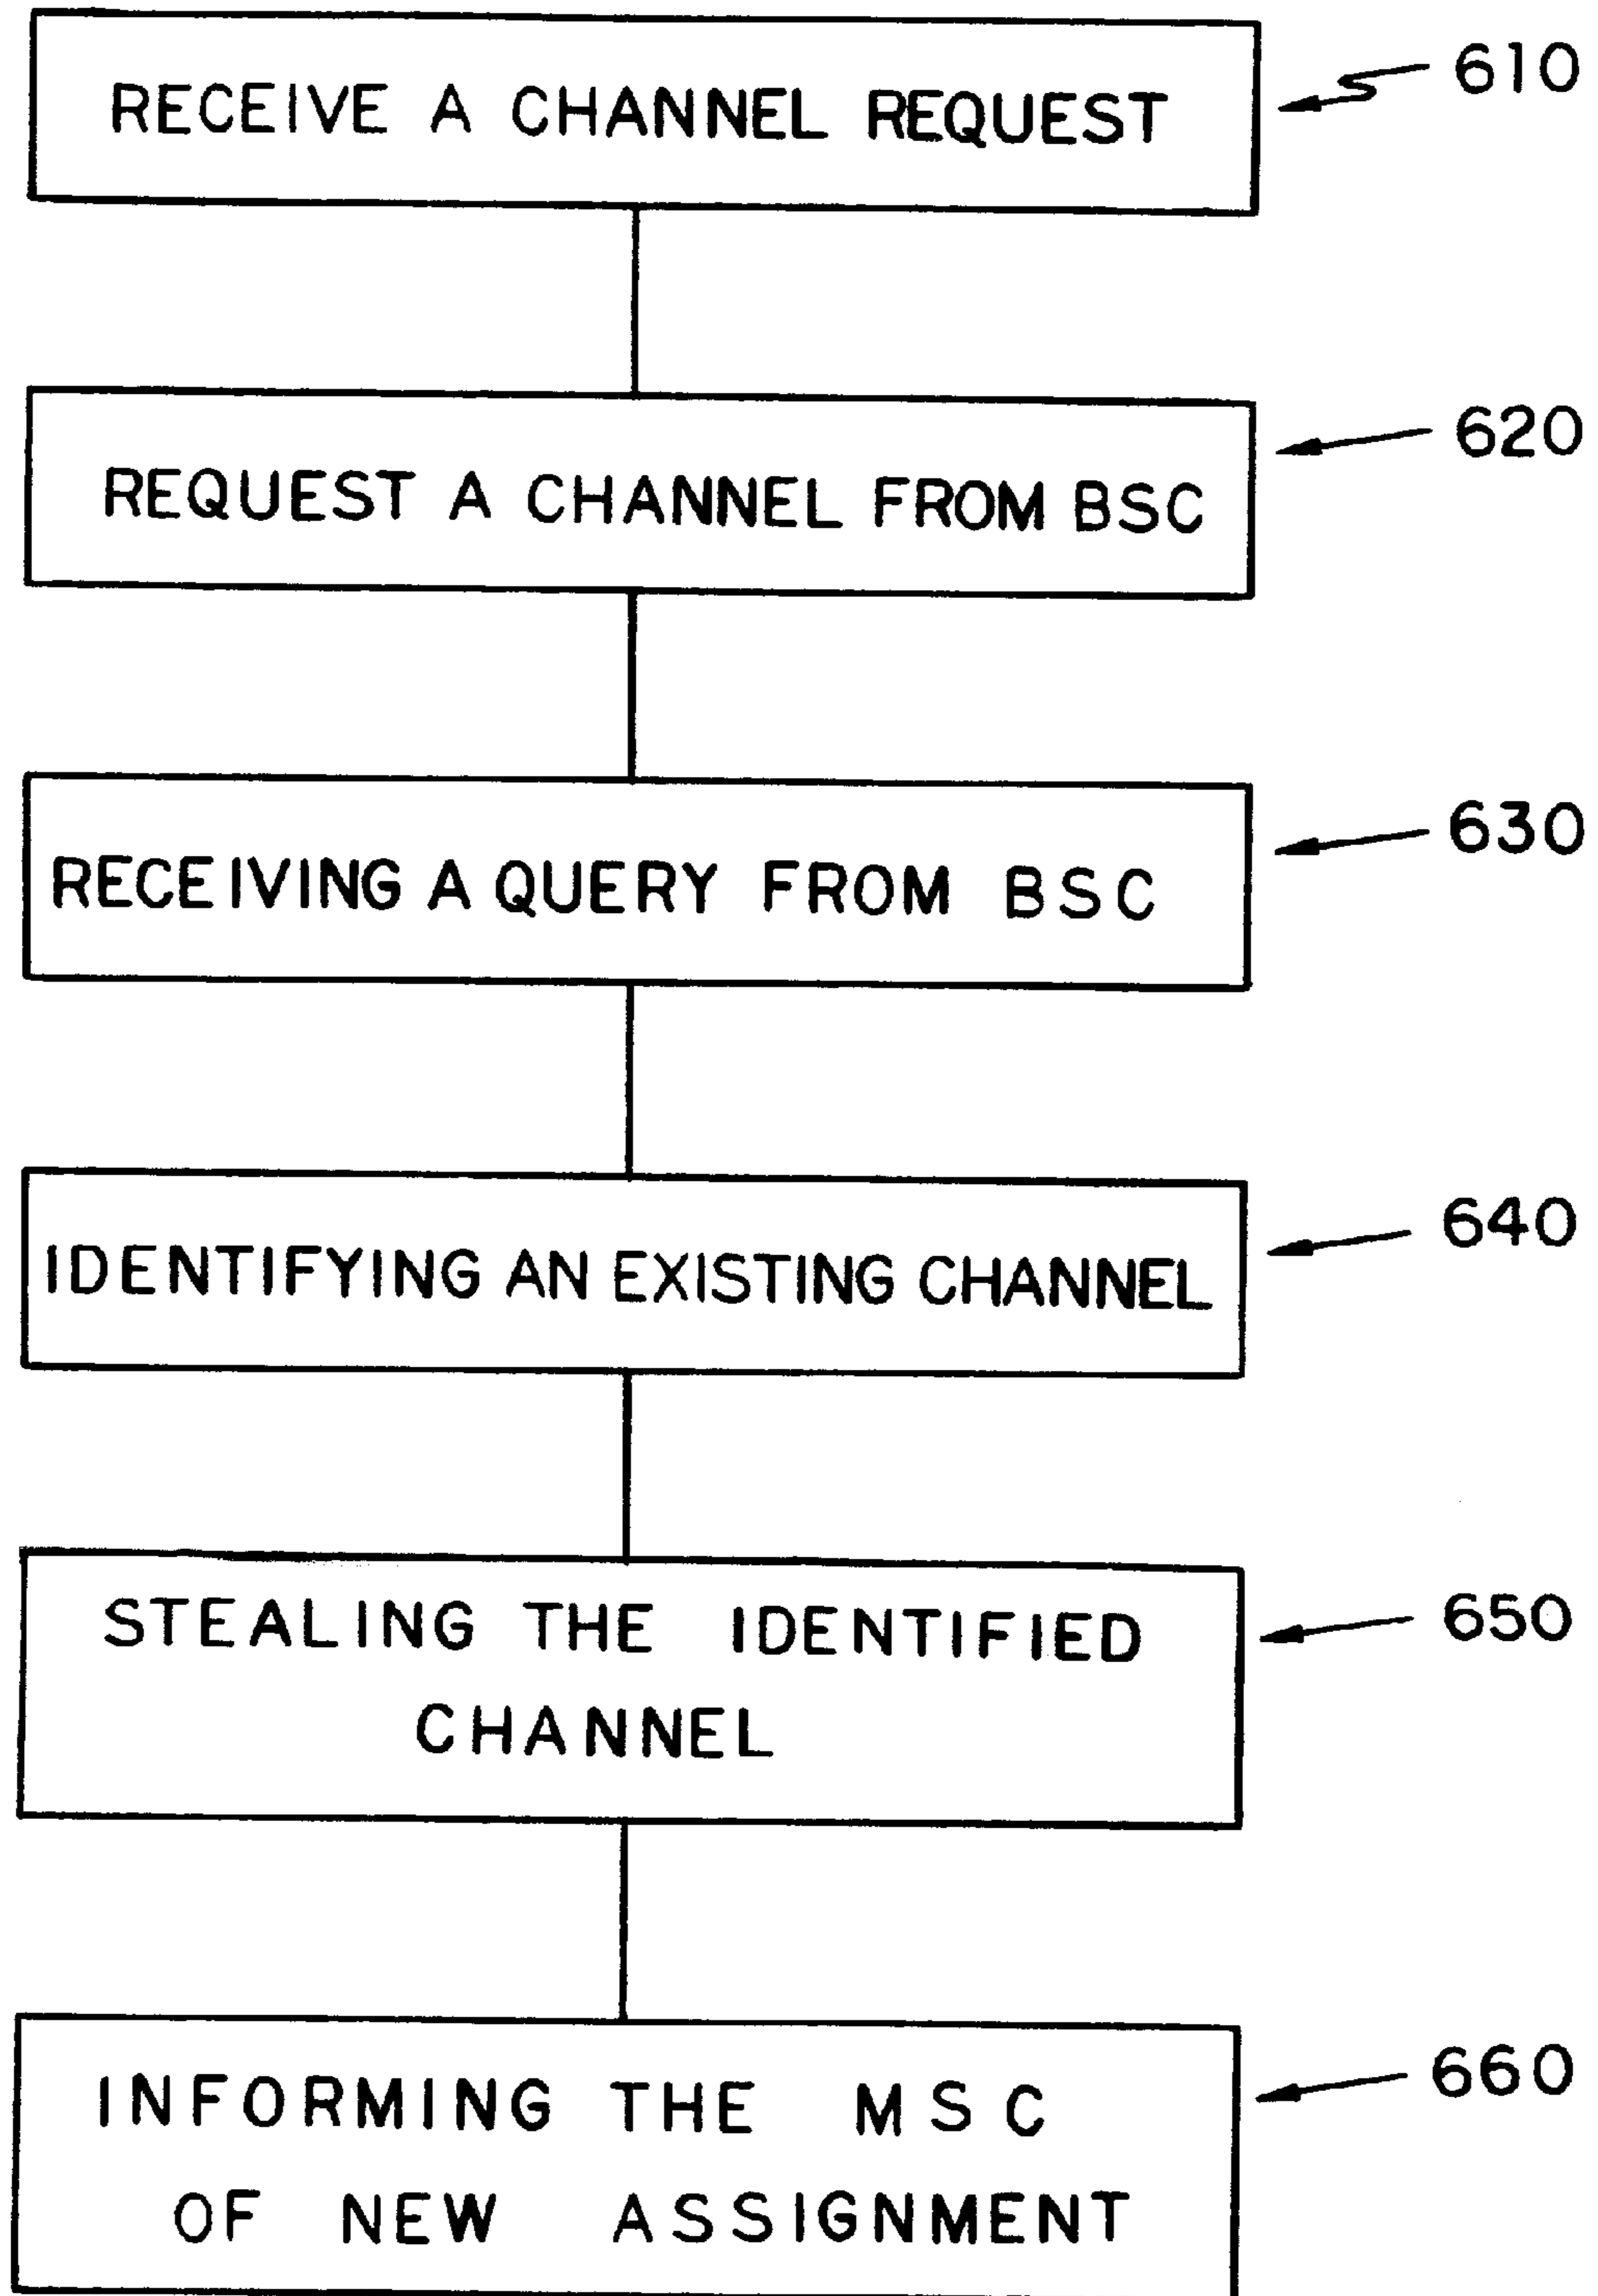 RECEIVE A CHANNEL REQUEST
610
REQUEST A CHANNEL FROM BSC
620
RECEIVING A QUERY FROM BSC
630
IDENTIFYING AN EXISTING CHANNEL
640
STEALING THE IDENTIFIED
CHANNEL
650
INFORMING THE MSC
OF NEW ASSIGNMENT
660